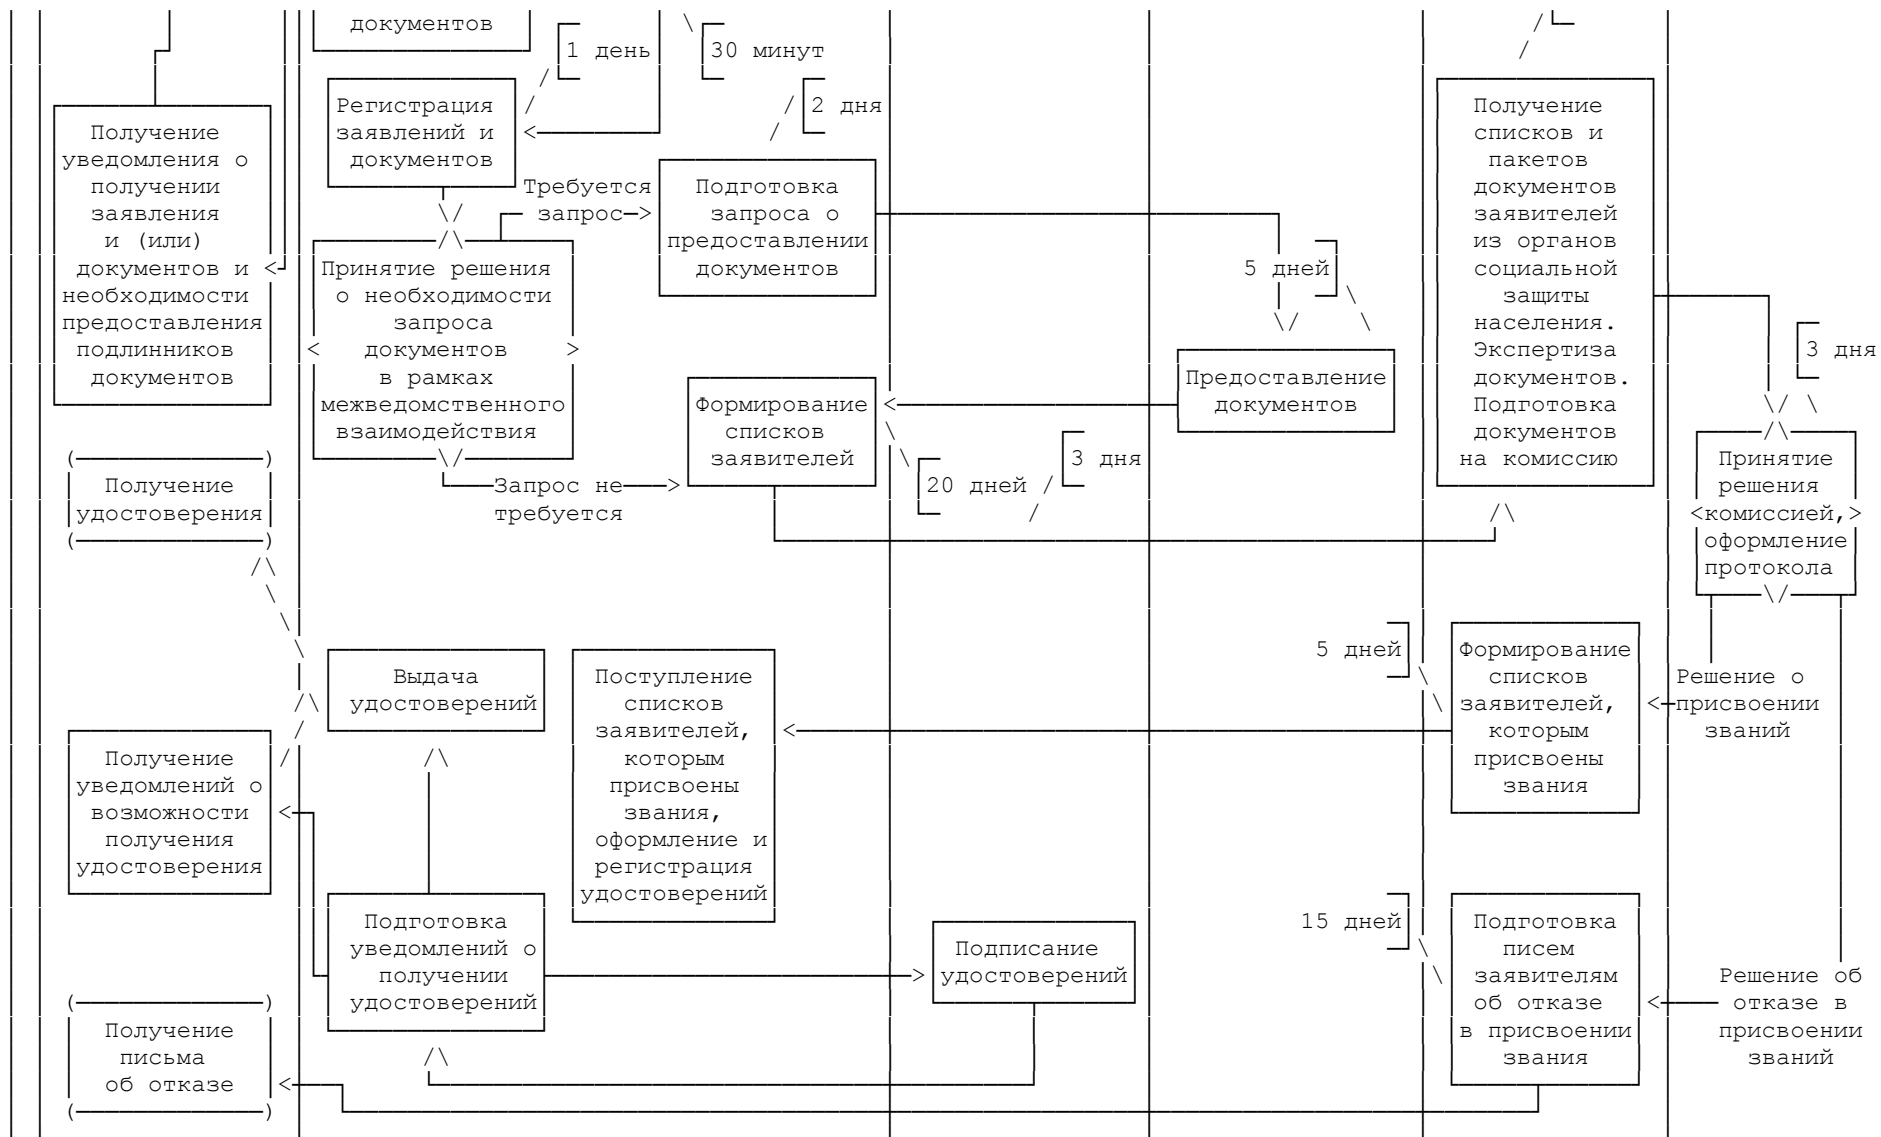 документов
1 день
30 минут
2 дня
Регистрация
заявлений и
документов
Получение
уведомления о
получении
заявления
и (или)
документов и
необходимости
предоставления
подлинников
документов
Требуется
запрос
Подготовка
запроса о
предоставлении
документов
5 дней
Получение
списков и
пакетов
документов
заявителей
из органов
социальной
защиты
населения.
Экспертиза
документов.
Подготовка
документов
на комиссию
3 дня
Принятие решения
о необходимости
запроса
документов
в рамках
межведомственного
взаимодействия
Предоставление
документов
Формирование
списков
заявителей
20 дней
3 дня
Запрос не
требуется
Принятие
решения
комиссией,
оформление
протокола
Получение
удостоверения
5 дней
Формирование
списков
заявителей,
которым
присвоены
звания
Решение о
присвоении
званий
Выдача
удостоверений
Поступление
списков
заявителей,
которым
присвоены
звания,
оформление и
регистрация
удостоверений
Получение
уведомлений о
возможности
получения
удостоверения
Подготовка
уведомлений о
получении
удостоверений
Подписание
удостоверений
15 дней
Подготовка
писем
заявителям
об отказе
в присвоении
звания
Решение об
отказе в
присвоении
званий
Получение
письма
об отказе